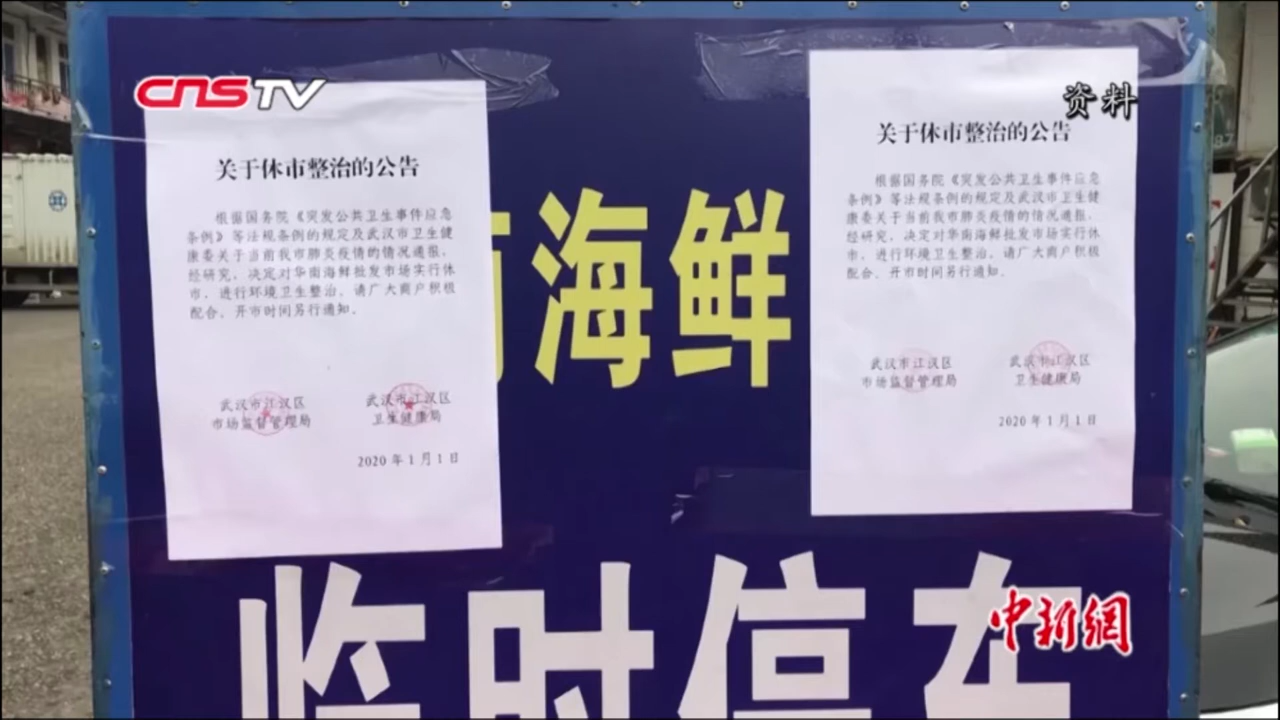 CNSTV
资料
关于休市整治的公告
根据国务院《突发公共卫生事件应急
条例》等法规条例的规定及武汉市卫生健
康委关于当前我市肺炎疫情的情况通报，
经研究，决定对华南海鲜批发市场实行休
市，进行环境卫生整治。请广大商户积极
配合。开市时间另行通知。
武汉市江汉区
市场监督管理局
武汉市江汉区
卫生健康局
2020年1月1日
关于休市整治的公告
根据国务院《突发公共卫生事件应急
条例》等法规条例的规定及武汉市卫生健
康委关于当前我市肺炎疫情的情况通报，
经研究，决定对华南海鲜批发市场实行休
市，进行环境卫生整治。请广大商户积极
配合。开市时间另行通知。
武汉市江汉区
市场监督管理局
武汉市江汉区
卫生健康局
2020年1月1日
海鲜
临时停车
中新網